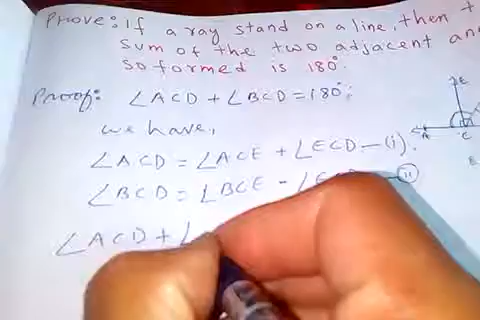 Prove: If a ray stand on a line, then
sum of the two adjacent
so formed is 180°.
Proof: ∠ACD + ∠BCD = 180°;
we have,
∠ACD = ∠ACE + ∠ECD — (i).
∠BCD = ∠BCE - — (ii)
∠ACD +
E
A
C